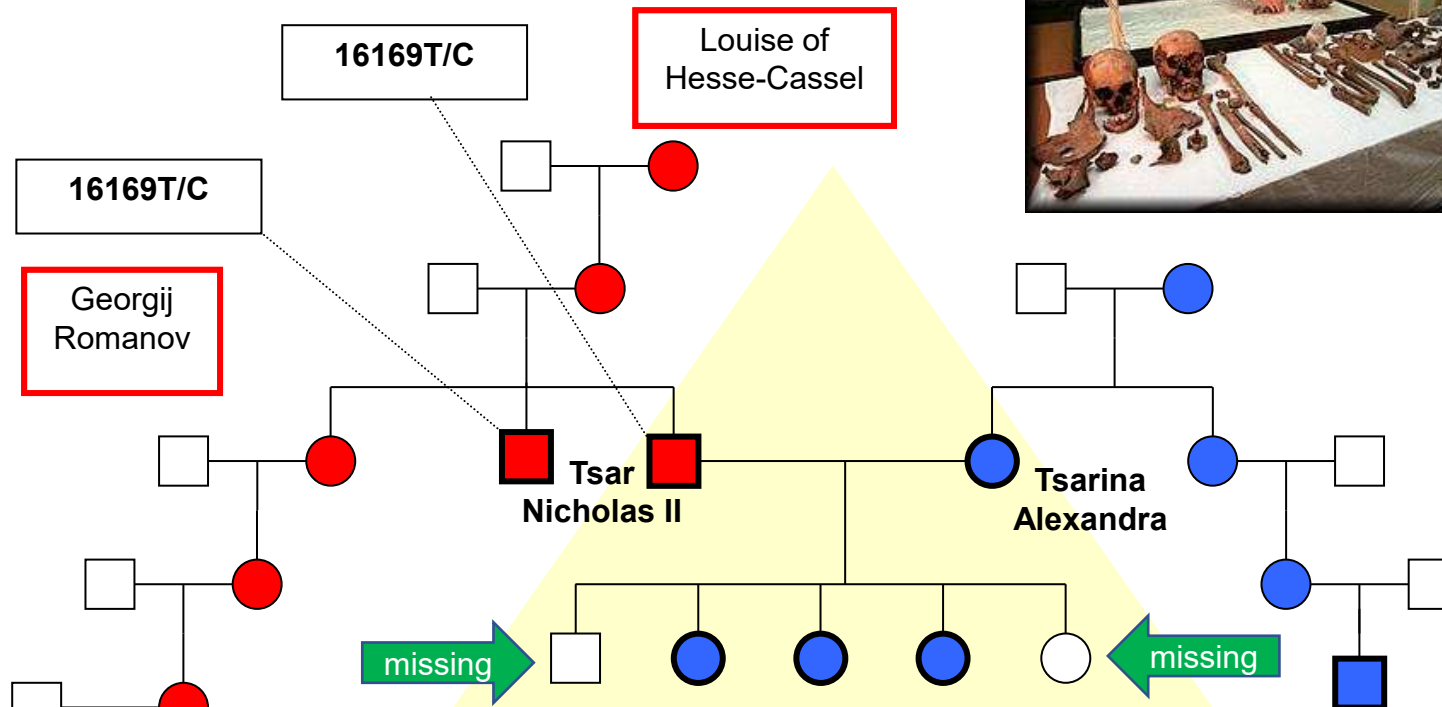 16169T/C
Louise of
Hesse-Cassel
16169T/C
Georgij
Romanov
Tsar
Nicholas II
Tsarina
Alexandra
missing
missing